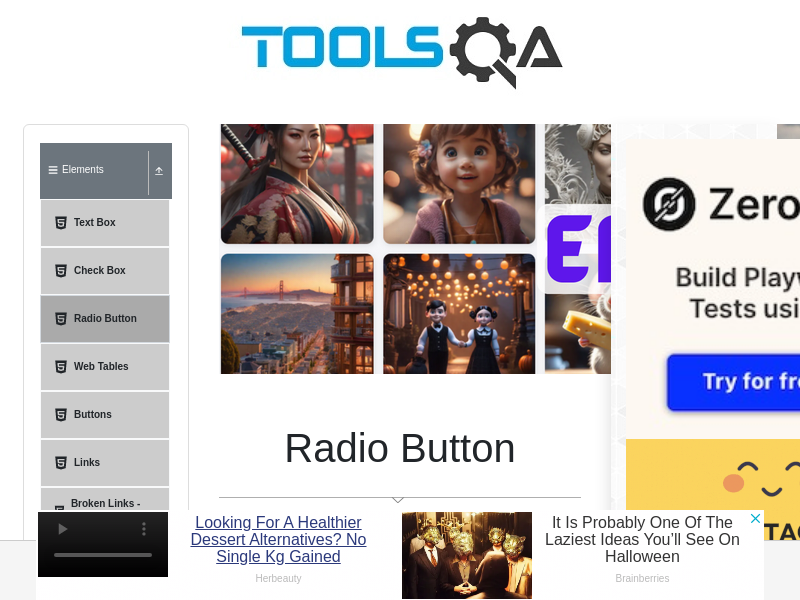 TOOLSQA
Elements
Text Box
Check Box
Radio Button
Web Tables
Buttons
Links
Broken Links -
Zero
Build Playw
Tests usi
Try for fre
Radio Button
Looking For A Healthier
Dessert Alternatives? No
Single Kg Gained
Herbeauty
It Is Probably One Of The
Laziest Ideas You’ll See On
Halloween
Brainberries